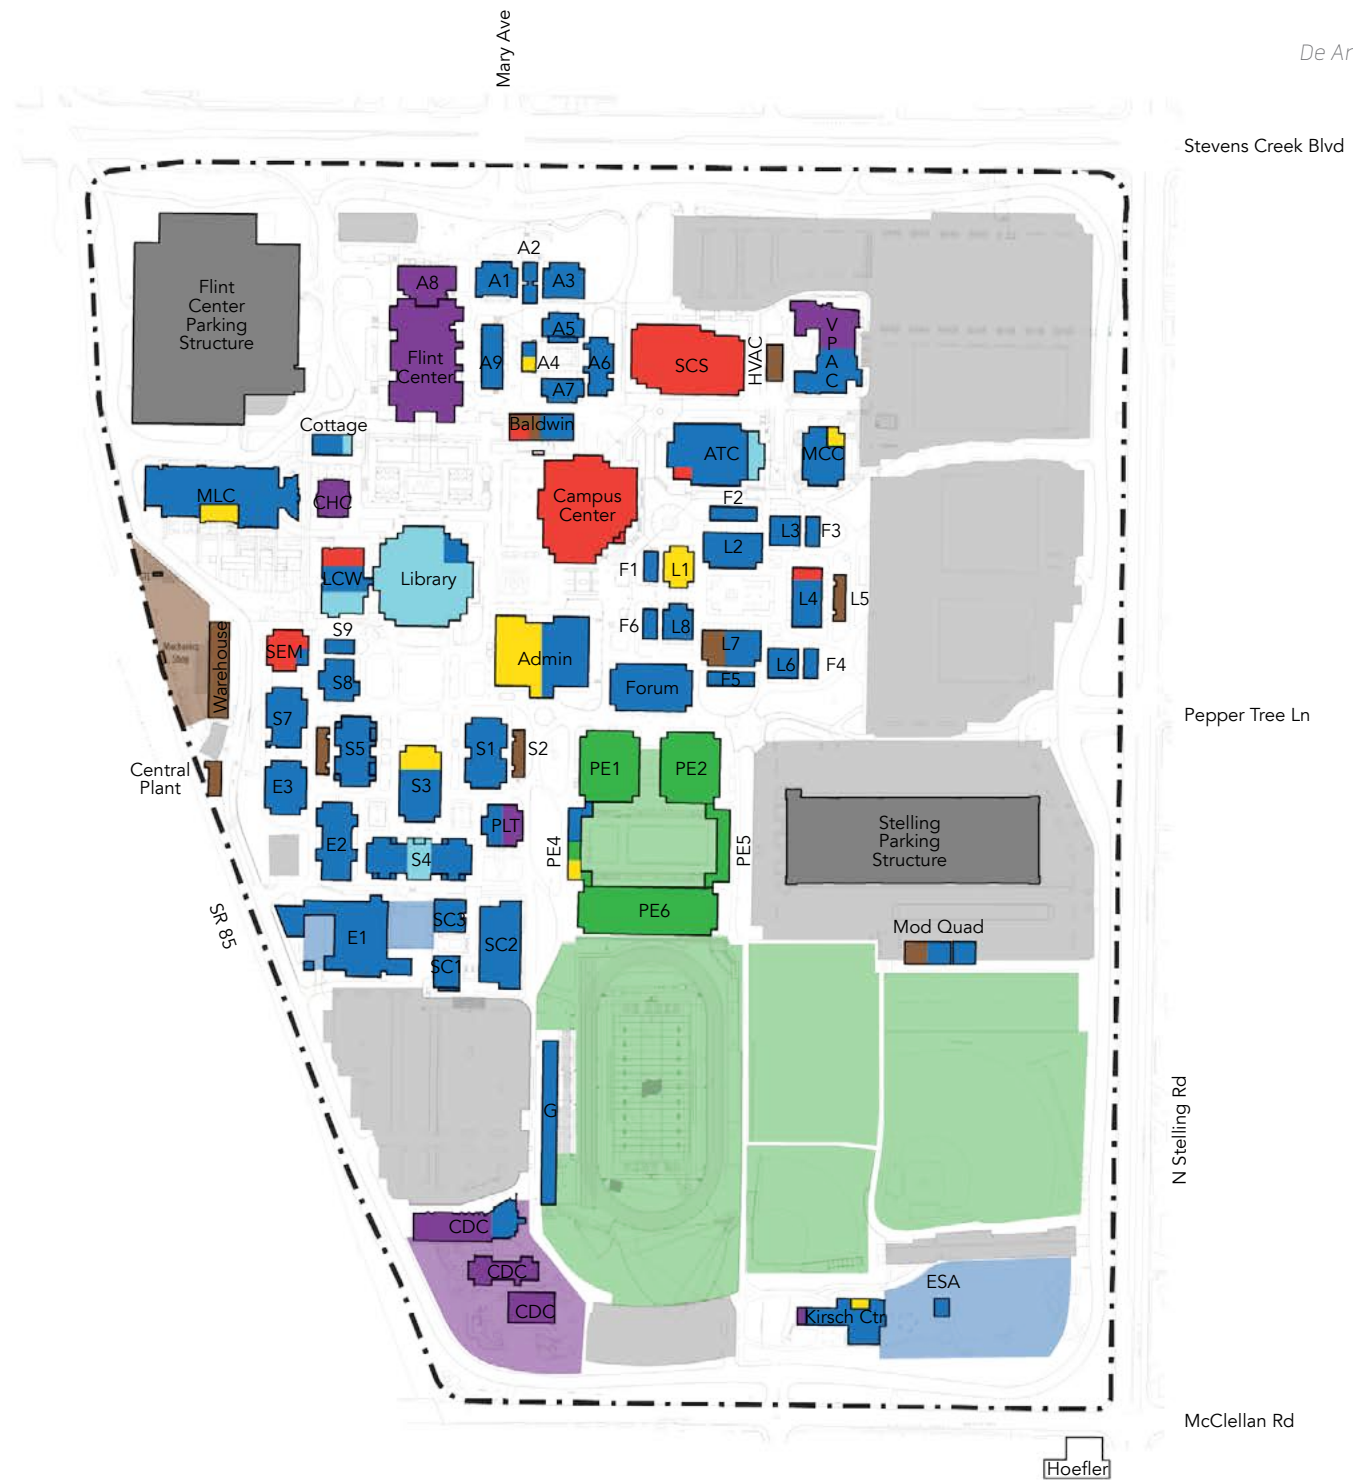 Mary Ave
De An
Stevens Creek Blvd
A2
Flint
Center
Parking
Structure
A8
A1
A3
A5
V
P
A
C
Flint
Center
A9
A4
A6
SCS
HVAC
A7
Cottage
Baldwin
ATC
MCC
MLC
CHC
Campus
Center
F2
L3
F3
L2
LCW
Library
F1
L1
L4
L5
S9
F6
L8
L7
SEM
Warehouse
Admin
L6
F4
S8
Forum
F5
S7
Pepper Tree Ln
S5
S1
S2
PE1
PE2
Central
Plant
E3
S3
PLT
Stelling
Parking
Structure
E2
S4
PE4
PE5
SR 85
SC3
PE6
Mod Quad
E1
SC2
SC1
G
N Stelling Rd
CDC
CDC
ESA
CDC
Kirsch Ctn
McClellan Rd
Hoefler